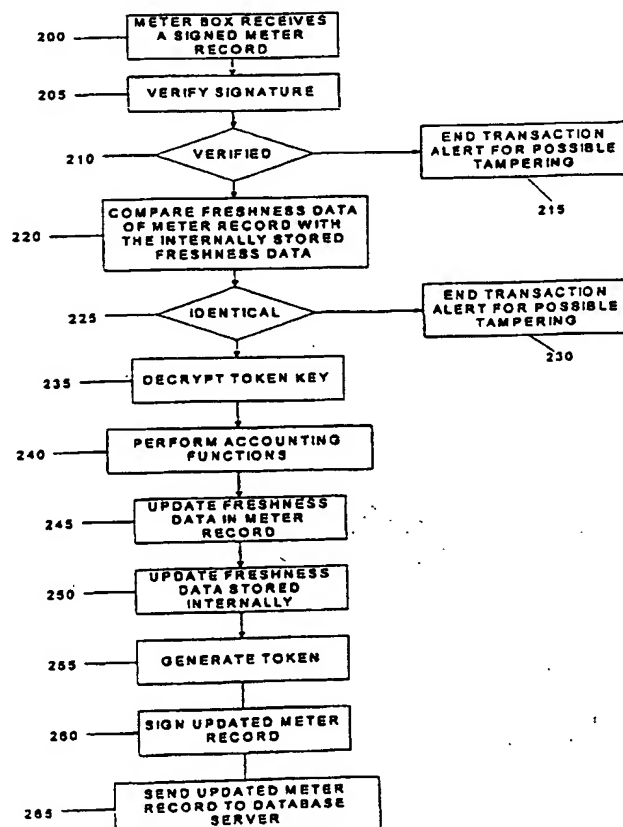 METER BOX RECEIVES
A SIGNED METER
RECORD
200
VERIFY SIGNATURE
205
VERIFIED
210
END TRANSACTION
ALERT FOR POSSIBLE
TAMPERING
215
COMPARE FRESHNESS DATA
OF METER RECORD WITH
THE INTERNALLY STORED
FRESHNESS DATA
220
IDENTICAL
225
END TRANSACTION
ALERT FOR POSSIBLE
TAMPERING
230
DECRYPT TOKEN KEY
235
PERFORM ACCOUNTING
FUNCTIONS
240
UPDATE FRESHNESS
DATA IN METER
RECORD
245
UPDATE FRESHNESS
DATA STORED
INTERNALLY
250
GENERATE TOKEN
255
SIGN UPDATED METER
RECORD
260
SEND UPDATED METER
RECORD TO DATABASE
SERVER
265